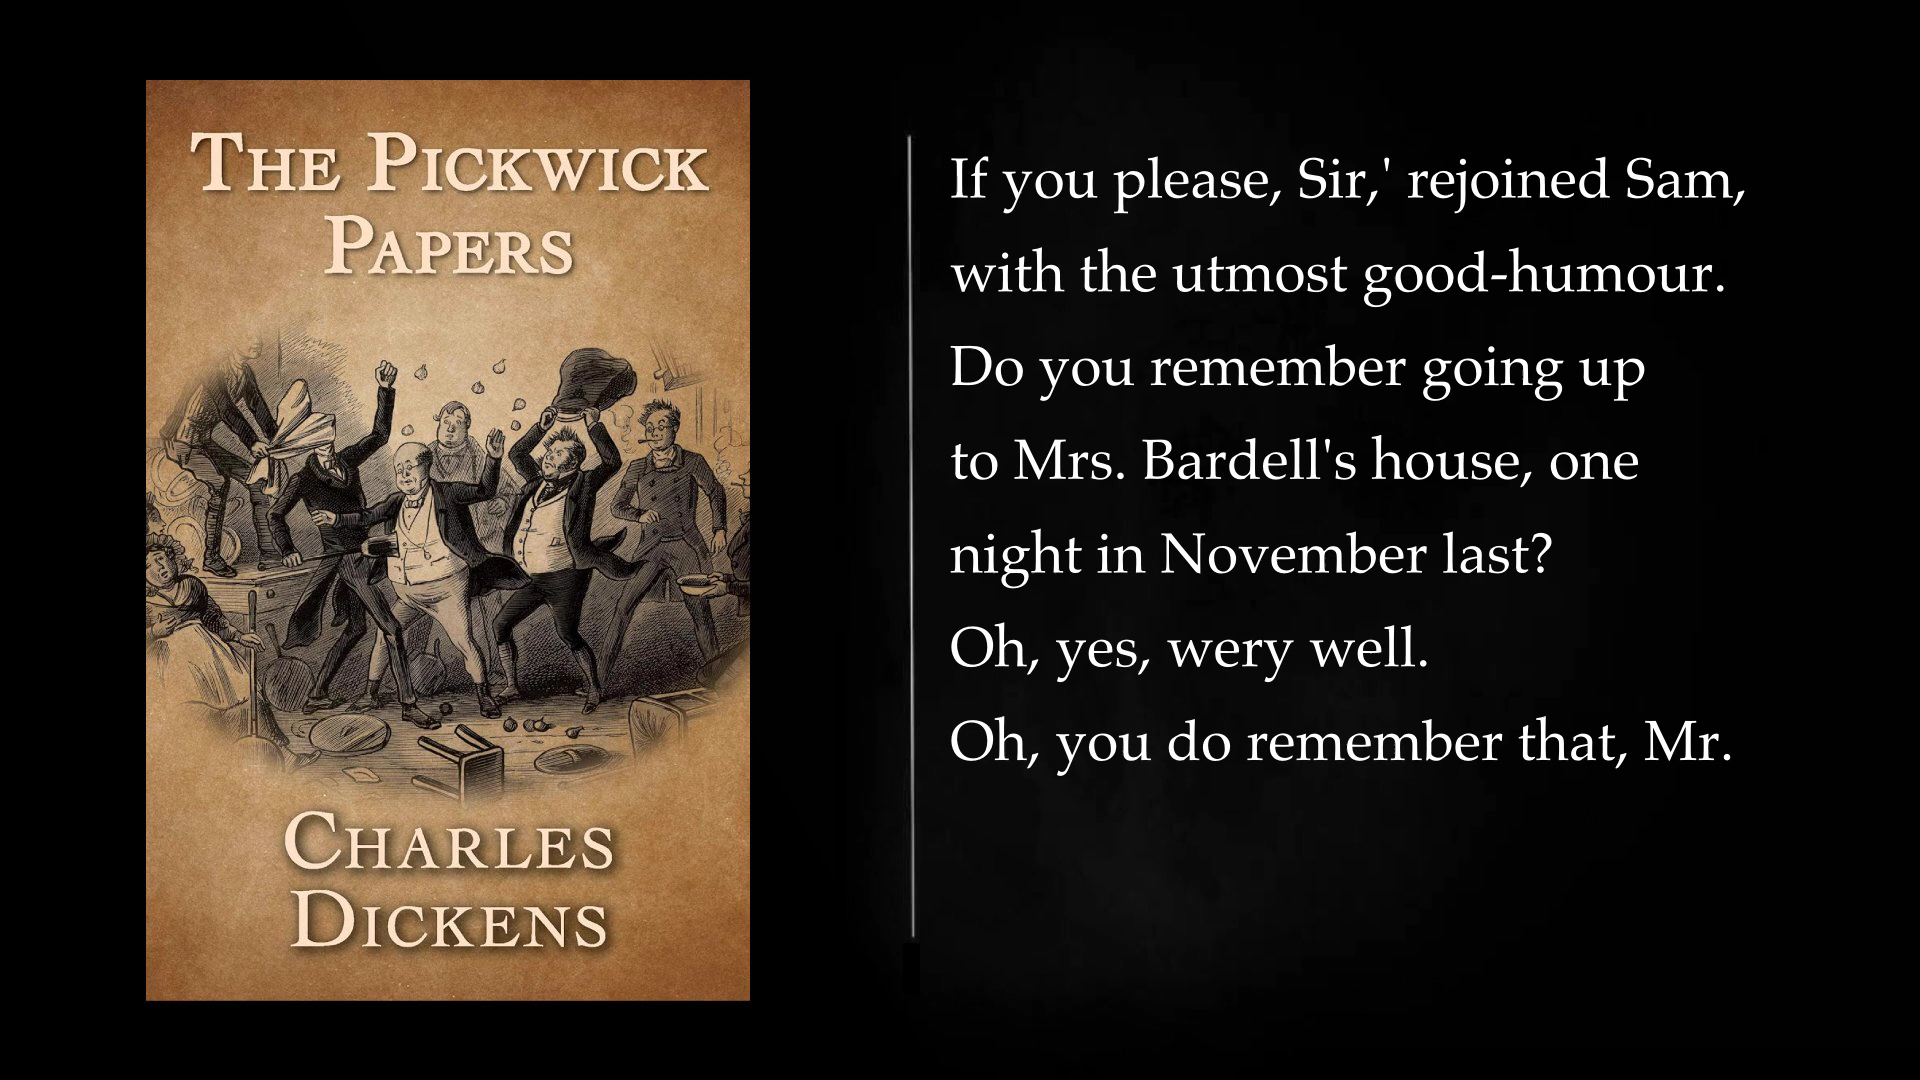 The Pickwick
Papers
Charles
Dickens
If you please, Sir,' rejoined Sam,
with the utmost good-humour.
Do you remember going up
to Mrs. Bardell's house, one
night in November last?
Oh, yes, wery well.
Oh, you do remember that, Mr.